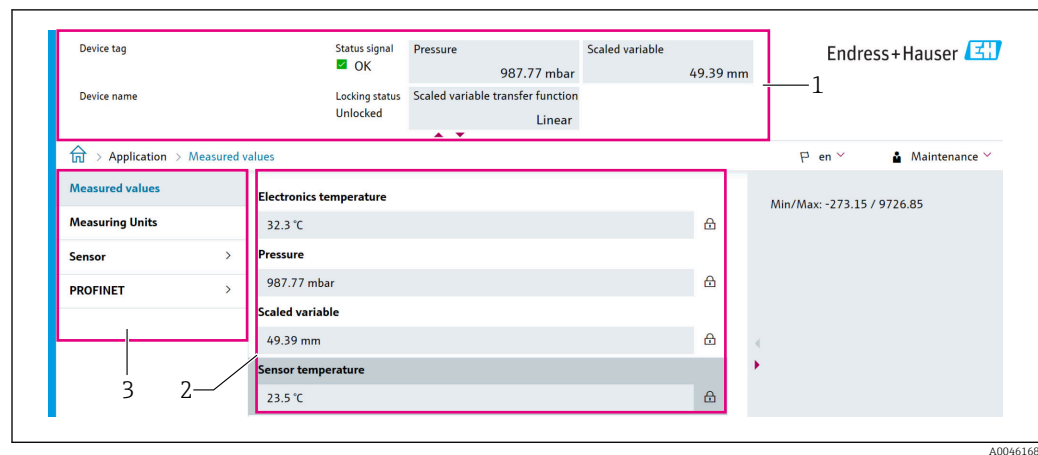 Device tag
Status signal
OK
Pressure
987.77 mbar
Scaled variable
49.39 mm
Endress+Hauser EH
1
Device name
Locking status
Unlocked
Scaled variable transfer function
Linear
> Application > Measured values
en
Maintenance
Measured values
Measuring Units
Sensor >
PROFINET >
3
2
Electronics temperature
32.3 °C
Pressure
987.77 mbar
Scaled variable
49.39 mm
Sensor temperature
23.5 °C
Min/Max: -273.15 / 9726.85
A0046168